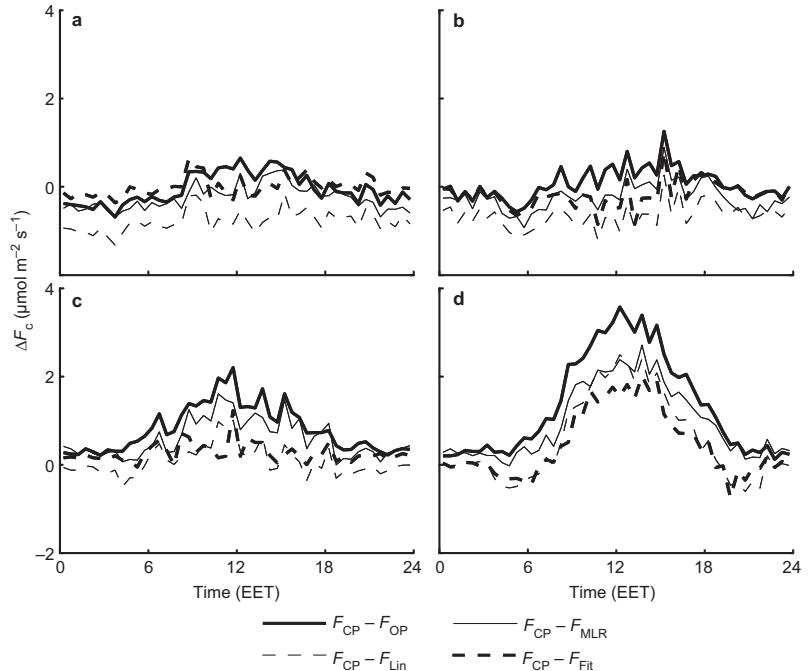 a
b
c
d
4
2
0
4
2
0
–2
ΔFc (μmol m–2 s–1)
0 6 12 18 24
0 6 12 18 24
Time (EET)
Time (EET)
FCP – FOP
FCP – FMLR
FCP – FLin
FCP – FFit